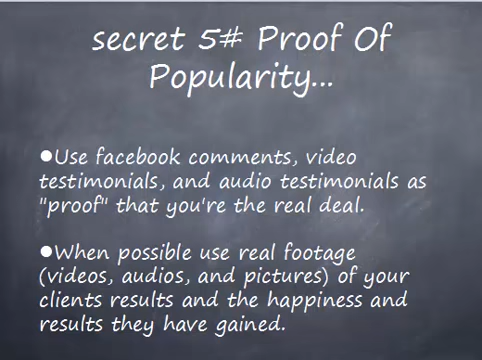 secret 5# Proof Of
Popularity...
●Use facebook comments, video
testimonials, and audio testimonials as
"proof" that you're the real deal.
●When possible use real footage
(videos, audios, and pictures) of your
clients results and the happiness and
results they have gained.